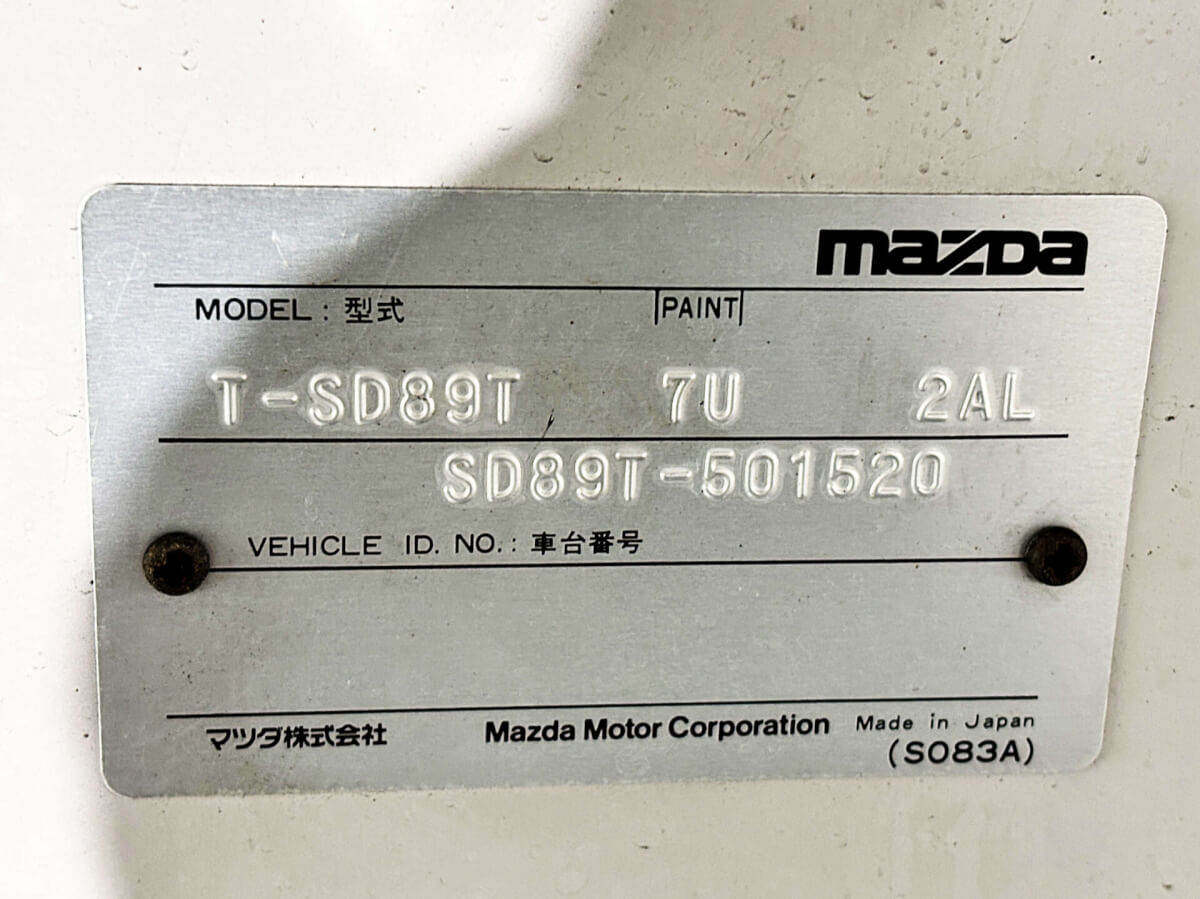 mazda
MODEL : 型式 PAINT
T-SD89T 7U 2AL
SD89T-501520
VEHICLE ID. NO. : 車台番号
マツダ株式会社 Mazda Motor Corporation Made in Japan
(S083A)